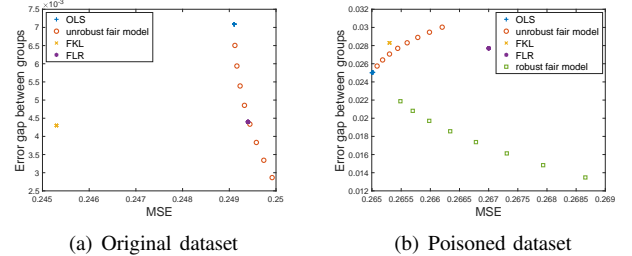 ×10⁻³
7.5
7
6.5
6
5.5
5
4.5
4
3.5
3
2.5
0.245 0.246 0.247 0.248 0.249 0.25
MSE
Error gap between groups
OLS
unrobust fair model
FKL
FLR
(a) Original dataset
0.03
0.028
0.026
0.024
0.022
0.02
0.018
0.016
0.014
0.012
0.265 0.2655 0.266 0.2665 0.267 0.2675 0.268 0.2685 0.269
MSE
Error gap between groups
OLS
unrobust fair model
FKL
FLR
robust fair model
(b) Poisoned dataset